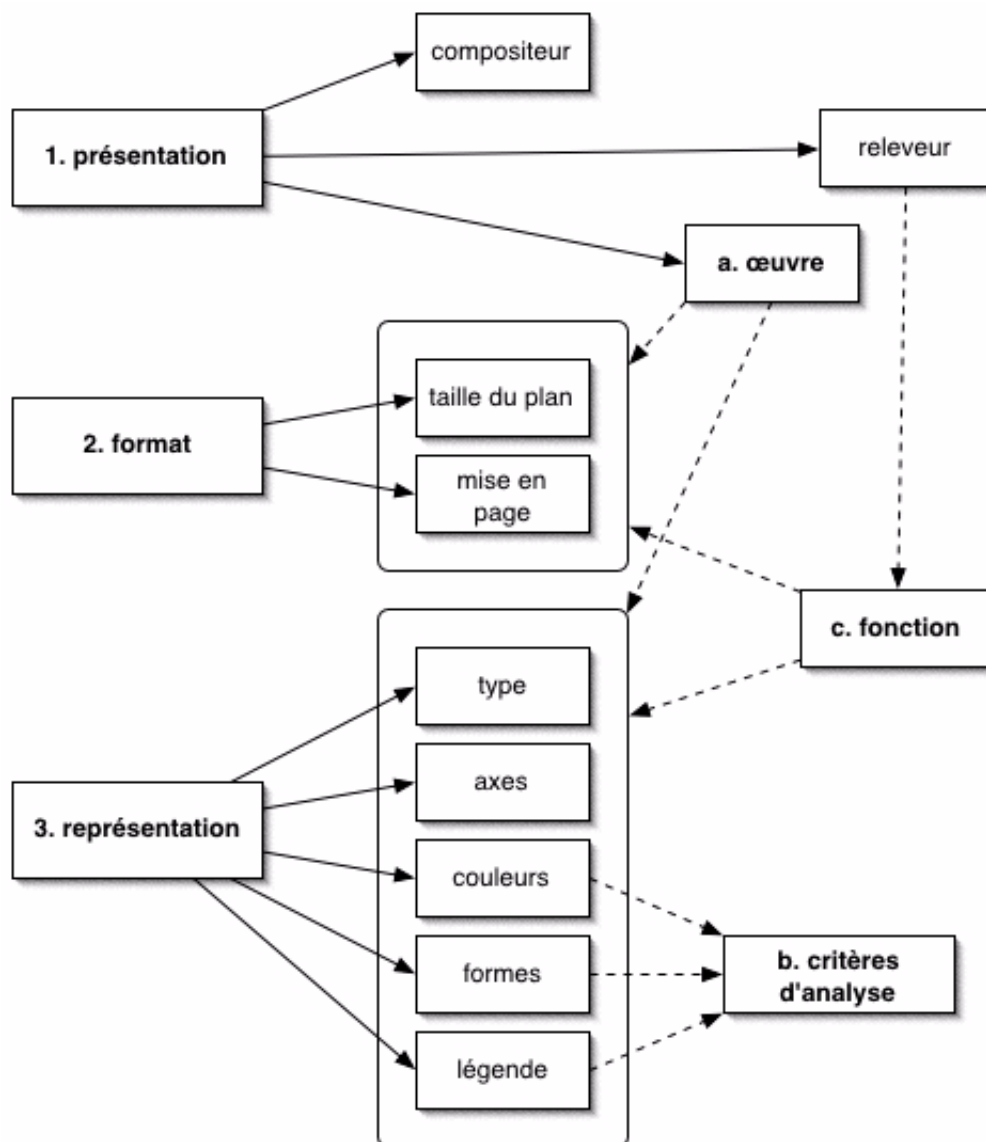 compositeur
1. présentation
releveur
a. œuvre
taille du plan
2. format
mise en
page
c. fonction
type
axes
3. représentation
couleurs
formes
b. critères
d'analyse
légende